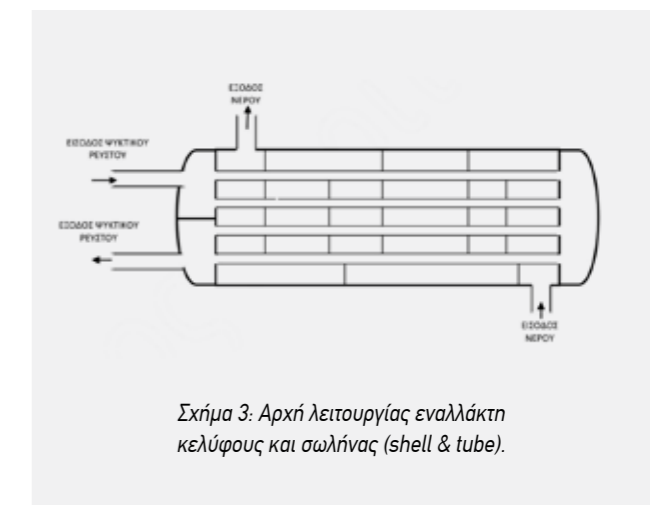 ΕΞΟΔΟΣ
ΝΕΡΟΥ
ΕΙΣΟΔΟΣ ΨΥΚΤΙΚΟΥ
ΡΕΥΣΤΟΥ
ΕΞΟΔΟΣ ΨΥΚΤΙΚΟΥ
ΡΕΥΣΤΟΥ
ΕΙΣΟΔΟΣ
ΝΕΡΟΥ
Σχήμα 3: Αρχή λειτουργίας εναλλάκτη
κελύφους και σωλήνας (shell & tube).